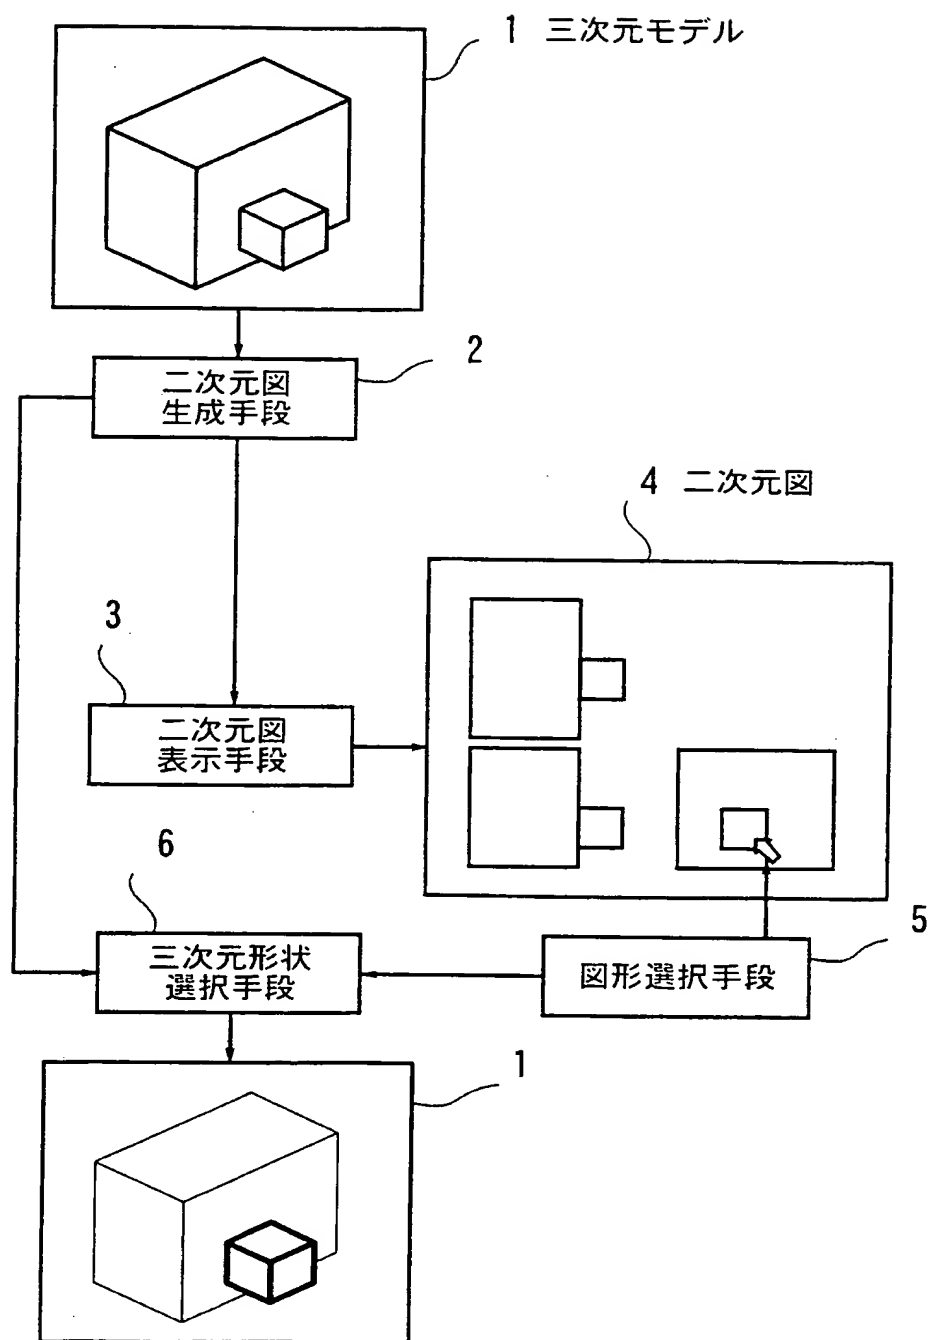 1 三次元モデル
2
二次元図
生成手段
4 二次元図
3
二次元図
表示手段
6
三次元形状
選択手段
5
図形選択手段
1